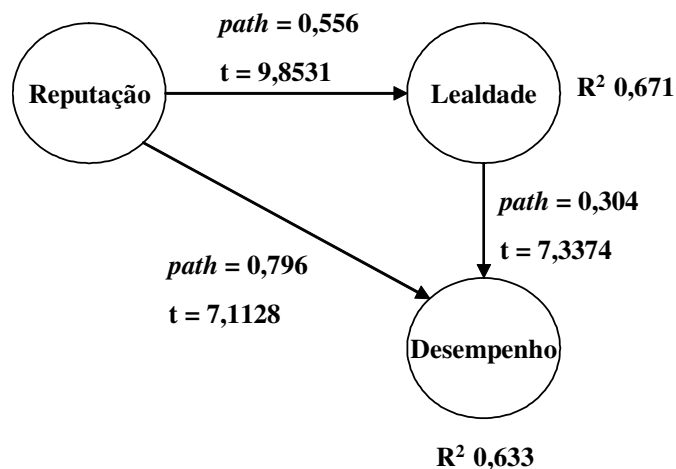 path = 0,556
t = 9,8531
Reputação
Lealdade
R² 0,671
path = 0,304
t = 7,3374
path = 0,796
t = 7,1128
Desempenho
R² 0,633